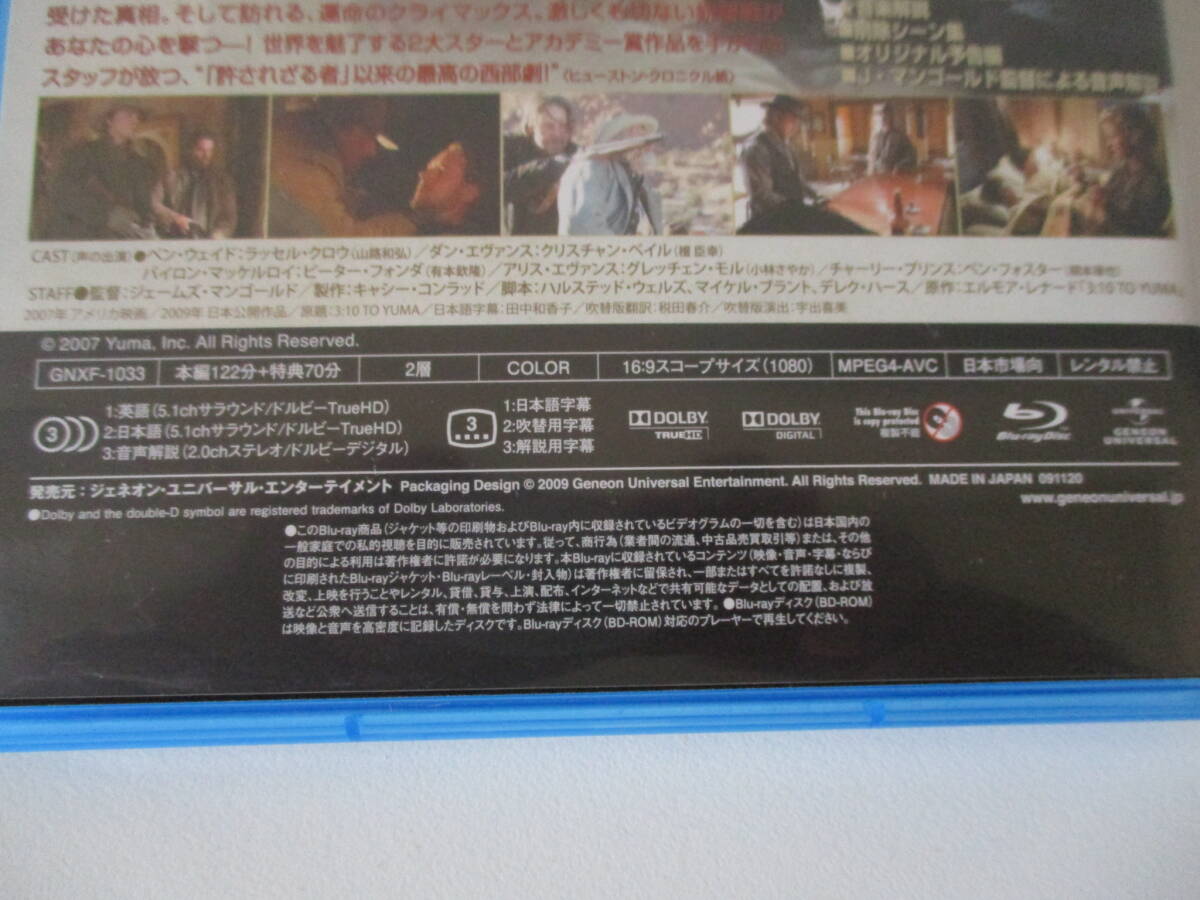 受けた真相。そして訪れる、運命のクライマックス。激しくも切ない
あなたの心を撃つ—！世界を魅了する2大スターとアカデミー賞作品を手がけた
スタッフが放つ、“「許されざる者」以来の最高の西部劇!”〈ヒューストン・クロニクル紙〉
■オリジナル予告編
■J・マンゴールド監督による音声解説
CAST(声の出演)●ベン・ウェイド:ラッセル・クロウ(山路和弘)／ダン・エヴァンス:クリスチャン・ベイル(檀臣幸)
バイロン・マッケルロイ:ピーター・フォンダ(有本欽隆)／アリス・エヴァンス:グレッチェン・モル(小林さやか)／チャーリー・プリンス:ベン・フォスター
STAFF●監督:ジェームズ・マンゴールド／製作:キャシー・コンラッド／脚本:ハルステッド・ウェルズ、マイケル・ブラント、デレク・ハース／原作:エルモア・レナード「3:10 TO YUMA」
2007年 アメリカ映画／2009年 日本公開作品／原題:3:10 TO YUMA／日本語字幕:田中和香子／吹替版翻訳:税田春介／吹替版演出:宇出喜美
© 2007 Yuma, Inc. All Rights Reserved.
GNXF-1033 本編122分+特典70分 2層 COLOR 16:9スコープサイズ(1080) MPEG4-AVC 日本市場向 レンタル禁止
3
1:英語(5.1chサラウンド/ドルビーTrueHD)
2:日本語(5.1chサラウンド/ドルビーTrueHD)
3:音声解説(2.0chステレオ/ドルビーデジタル)
3
1:日本語字幕
2:吹替用字幕
3:解説用字幕
DOLBY TRUEHD
DOLBY DIGITAL
This Blu-ray Disc is copy protected 複製不能
Blu-ray Disc
GENEON UNIVERSAL
発売元:ジェネオン・ユニバーサル・エンターテイメント Packaging Design © 2009 Geneon Universal Entertainment. All Rights Reserved. MADE IN JAPAN 091120
●Dolby and the double-D symbol are registered trademarks of Dolby Laboratories.
www.geneonuniversal.jp
●このBlu-ray商品(ジャケット等の印刷物およびBlu-ray内に収録されているビデオグラムの一切を含む)は日本国内の
一般家庭での私的視聴を目的に販売されています。従って、商行為(業者間の流通、中古品売買取引等)または、その他
の目的による利用は著作権者に許諾が必要になります。本Blu-rayに収録されているコンテンツ(映像・音声・字幕・ならび
に印刷されたBlu-rayジャケット・Blu-rayレーベル・封入物)は著作権者に留保され、一部またはすべてを許諾なしに複製、
改変、上映を行うことやレンタル、貸借、貸与、上演、配布、インターネットなどで共有可能なデータとしての配置、および放
送など公衆へ送信することは、有償・無償を問わず法律によって一切禁止されています。●Blu-rayディスク(BD-ROM)
は映像と音声を高密度に記録したディスクです。Blu-rayディスク(BD-ROM)対応のプレーヤーで再生してください。